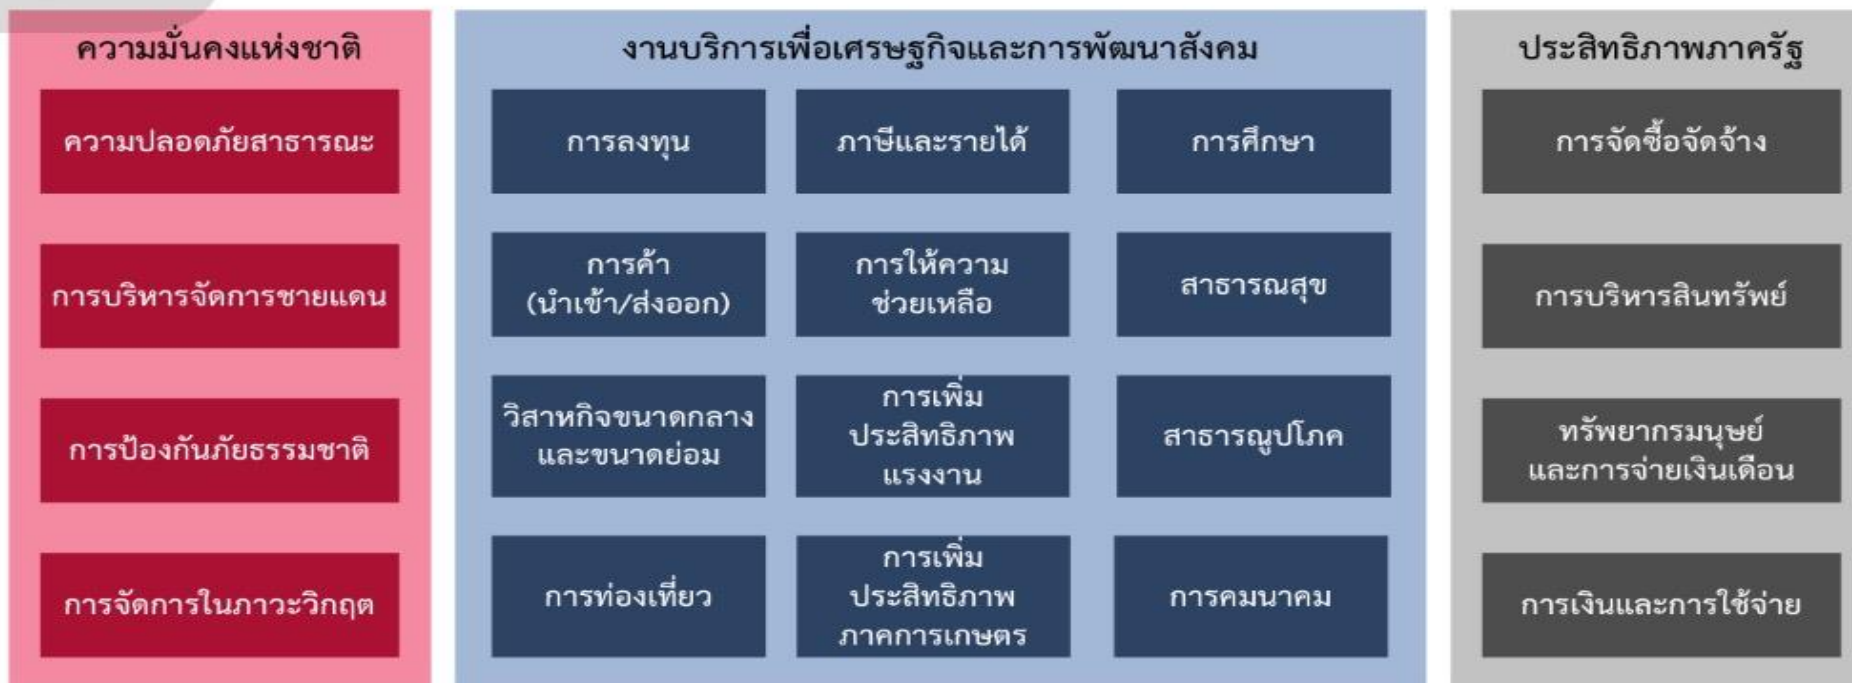 ความมั่นคงแห่งชาติ
ความปลอดภัยสาธารณะ
การบริหารจัดการชายแดน
การป้องกันภัยธรรมชาติ
การจัดการในภาวะวิกฤต
งานบริการเพื่อเศรษฐกิจและการพัฒนาสังคม
การลงทุน
การค้า
(นำเข้า/ส่งออก)
วิสาหกิจขนาดกลาง
และขนาดย่อม
การท่องเที่ยว
ภาษีและรายได้
การให้ความ
ช่วยเหลือ
การเพิ่ม
ประสิทธิภาพ
แรงงาน
การเพิ่ม
ประสิทธิภาพ
ภาคการเกษตร
การศึกษา
สาธารณสุข
สาธารณูปโภค
การคมนาคม
ประสิทธิภาพภาครัฐ
การจัดซื้อจัดจ้าง
การบริหารสินทรัพย์
ทรัพยากรมนุษย์
และการจ่ายเงินเดือน
การเงินและการใช้จ่าย